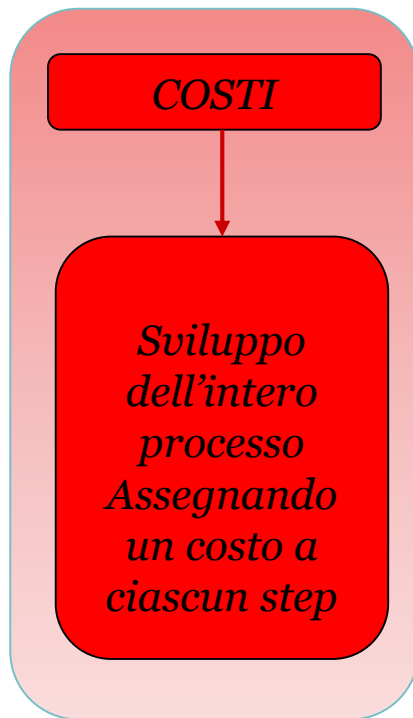 COSTI
Sviluppo
dell’intero
processo
Assegnando
un costo a
ciascun step